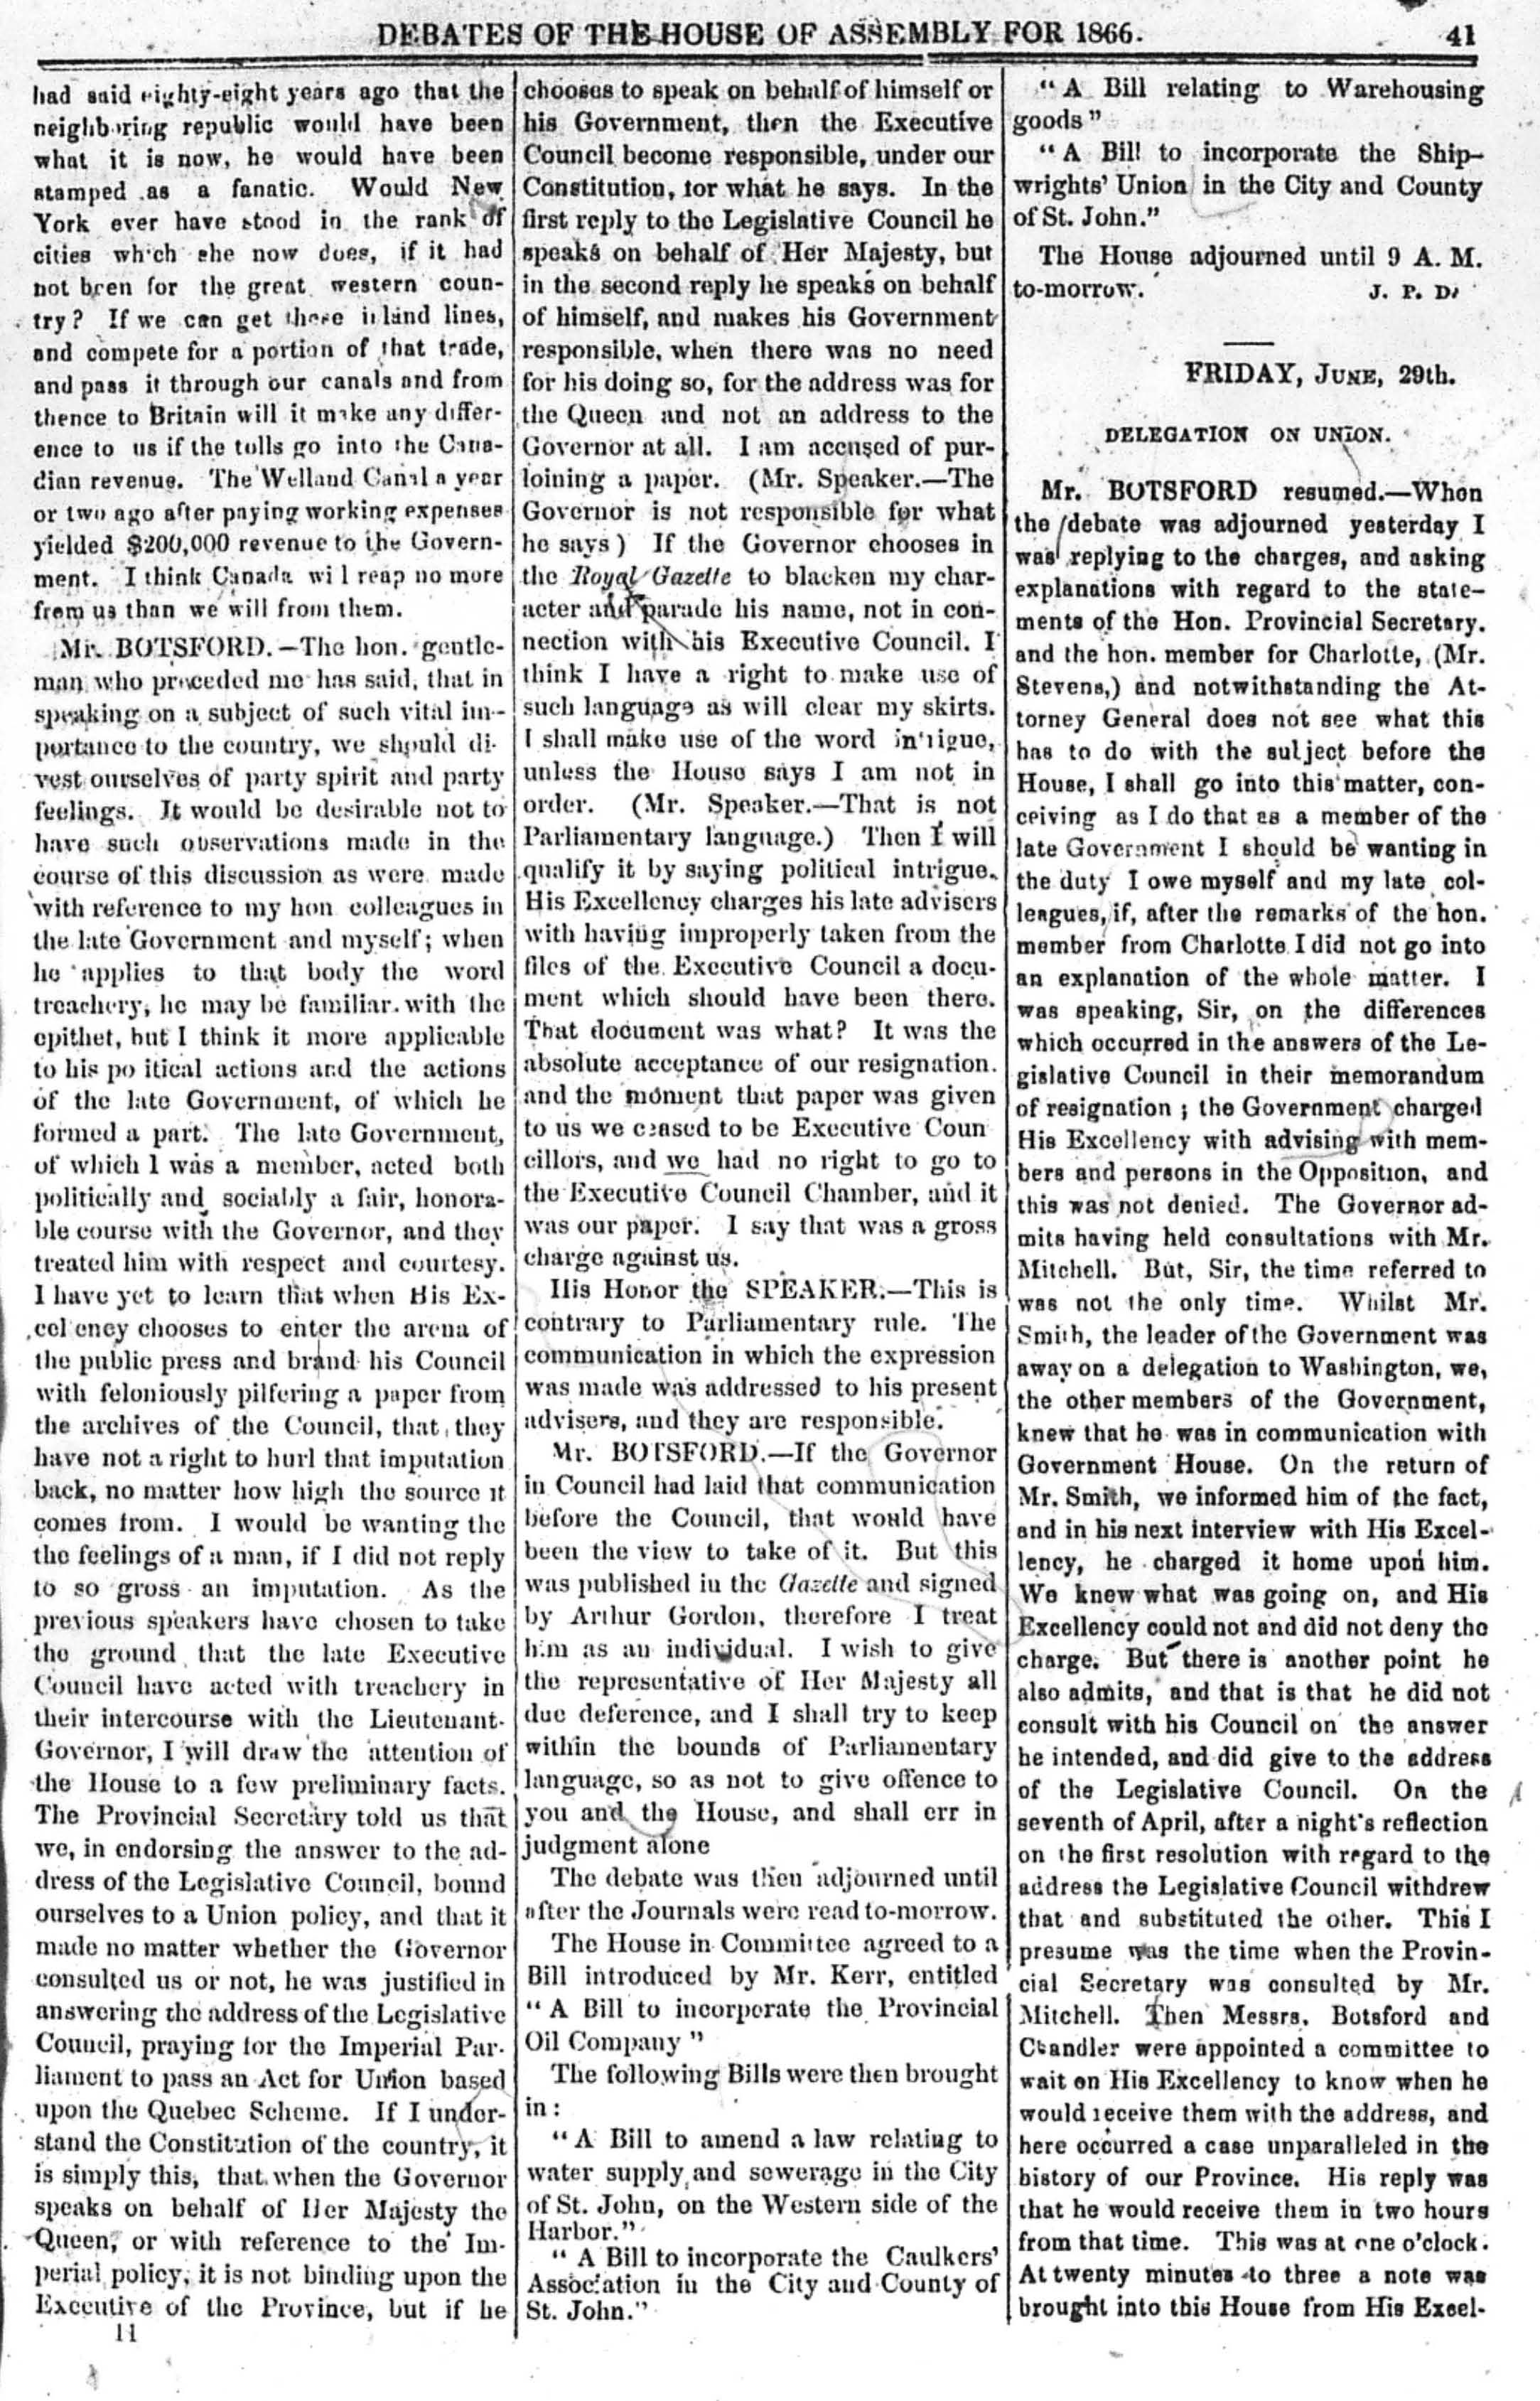 DEBATES OF THE HOUSE OF ASSEMBLY FOR 1866. 41
had said eighty-eight years ago that the
neighboring republic would have been
what it is now, he would have been
stamped as a fanatic. Would New
York ever have stood in the rank of
cities which she now does, if it had
not been for the great western coun-
try? If we can get these inland lines,
and compete for a portion of that trade,
and pass it through our canals and from
thence to Britain will it make any differ-
ence to us if the tolls go into the Cana-
dian revenue. The Welland Canal a year
or two ago after paying working expenses
yielded $200,000 revenue to the Govern-
ment. I think Canada wi l reap no more
from us than we will from them.
Mr. BOTSFORD.—The hon. gentle-
man who preceded me has said, that in
speaking on a subject of such vital im-
portance to the country, we should di-
vest ourselves of party spirit and party
feelings. It would be desirable not to
have such observations made in the
course of this discussion as were made
with reference to my hon colleagues in
the late Government and myself; when
he applies to that body the word
treachery, he may be familiar with the
epithet, but I think it more applicable
to his po itical actions and the actions
of the late Government, of which he
formed a part. The late Government,
of which I was a member, acted both
politically and sociably a fair, honora-
ble course with the Governor, and they
treated him with respect and courtesy.
I have yet to learn that when His Ex-
cel ency chooses to enter the arena of
the public press and brand his Council
with feloniously pilfering a paper from
the archives of the Council, that they
have not a right to hurl that imputation
back, no matter how high the source it
comes from. I would be wanting the
the feelings of a man, if I did not reply
to so gross an imputation. As the
previous speakers have chosen to take
the ground that the late Executive
Council have acted with treachery in
their intercourse with the Lieutenant-
Governor, I will draw the attention of
the House to a few preliminary facts.
The Provincial Secretary told us that
we, in endorsing the answer to the ad-
dress of the Legislative Council, bound
ourselves to a Union policy, and that it
made no matter whether the Governor
consulted us or not, he was justified in
answering the address of the Legislative
Council, praying for the Imperial Par-
liament to pass an Act for Union based
upon the Quebec Scheme. If I under-
stand the Constitution of the country, it
is simply this, that when the Governor
speaks on behalf of Her Majesty the
Queen, or with reference to the Im-
perial policy, it is not binding upon the
Executive of the Province, but if he
11
chooses to speak on behalf of himself or
his Government, then the Executive
Council become responsible, under our
Constitution, for what he says. In the
first reply to the Legislative Council he
speaks on behalf of Her Majesty, but
in the second reply he speaks on behalf
of himself, and makes his Government
responsible, when there was no need
for his doing so, for the address was for
the Queen and not an address to the
Governor at all. I am accused of pur-
loining a paper. (Mr. Speaker.—The
Governor is not responsible for what
he says) If the Governor chooses in
the Royal Gazette to blacken my char-
acter and parade his name, not in con-
nection with his Executive Council. I
think I have a right to make use of
such language as will clear my skirts.
I shall make use of the word intrigue,
unless the House says I am not in
order. (Mr. Speaker.—That is not
Parliamentary language.) Then I will
qualify it by saying political intrigue.
His Excellency charges his late advisers
with having improperly taken from the
files of the Executive Council a docu-
ment which should have been there.
That document was what? It was the
absolute acceptance of our resignation.
and the moment that paper was given
to us we ceased to be Executive Coun
cillors, and we had no right to go to
the Executive Council Chamber, and it
was our paper. I say that was a gross
charge against us.
His Honor the SPEAKER.—This is
contrary to Parliamentary rule. The
communication in which the expression
was made was addressed to his present
advisers, and they are responsible.
Mr. BOTSFORD.—If the Governor
in Council had laid that communication
before the Council, that would have
been the view to take of it. But this
was published in the Gazette and signed
by Arthur Gordon, therefore I treat
him as an individual. I wish to give
the representative of Her Majesty all
due deference, and I shall try to keep
within the bounds of Parliamentary
language, so as not to give offence to
you and the House, and shall err in
judgment alone
The debate was then adjourned until
after the Journals were read to-morrow.
The House in Committee agreed to a
Bill introduced by Mr. Kerr, entitled
"A Bill to incorporate the Provincial
Oil Company"
The following Bills were then brought
in:
"A Bill to amend a law relating to
water supply and sewerage in the City
of St. John, on the Western side of the
Harbor."
"A Bill to incorporate the Caulkers'
Association in the City and County of
St. John."
"A Bill relating to Warehousing
goods"
"A Bill to incorporate the Ship-
wrights' Union in the City and County
of St. John."
The House adjourned until 9 A. M.
to-morrow. J. P. D.
FRIDAY, JUNE, 29th.
DELEGATION ON UNION.
Mr. BOTSFORD resumed.—When
the debate was adjourned yesterday I
was replying to the charges, and asking
explanations with regard to the state-
ments of the Hon. Provincial Secretary.
and the hon. member for Charlotte, (Mr.
Stevens,) and notwithstanding the At-
torney General does not see what this
has to do with the subject before the
House, I shall go into this matter, con-
ceiving as I do that as a member of the
late Government I should be wanting in
the duty I owe myself and my late col-
leagues, if, after the remarks of the hon.
member from Charlotte I did not go into
an explanation of the whole matter. I
was speaking, Sir, on the differences
which occurred in the answers of the Le-
gislative Council in their memorandum
of resignation ; the Government charged
His Excellency with advising with mem-
bers and persons in the Opposition, and
this was not denied. The Governor ad-
mits having held consultations with Mr.
Mitchell. But, Sir, the time referred to
was not the only time. Whilst Mr.
Smith, the leader of the Government was
away on a delegation to Washington, we,
the other members of the Government,
knew that he was in communication with
Government House. On the return of
Mr. Smith, we informed him of the fact,
and in his next interview with His Excel-
lency, he charged it home upon him.
We knew what was going on, and His
Excellency could not and did not deny the
charge. But there is another point he
also admits, and that is that he did not
consult with his Council on the answer
he intended, and did give to the address
of the Legislative Council. On the
seventh of April, after a night's reflection
on the first resolution with regard to the
address the Legislative Council withdrew
that and substituted the other. This I
presume was the time when the Provin-
cial Secretary was consulted by Mr.
Mitchell. Then Messrs. Botsford and
Chandler were appointed a committee to
wait on His Excellency to know when he
would receive them with the address, and
here occurred a case unparalleled in the
history of our Province. His reply was
that he would receive them in two hours
from that time. This was at one o'clock.
At twenty minutes to three a note was
brought into this House from His Excel-